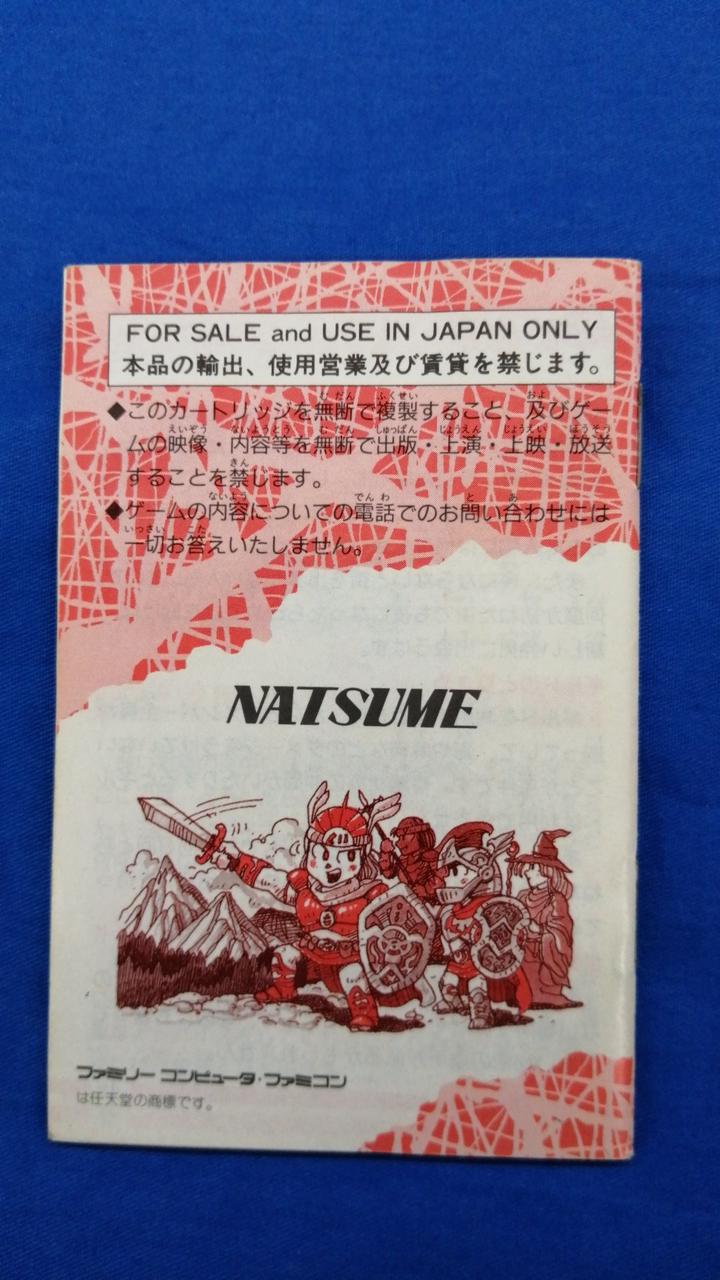 FOR SALE and USE IN JAPAN ONLY
本品の輸出、使用営業及び賃貸を禁じます。
◆このカートリッジを無断で複製すること、及びゲー
ムの映像・内容等を無断で出版・上演・上映・放送
することを禁じます。
◆ゲームの内容についての電話でのお問い合わせには
一切お答えいたしません。
NATSUME
ファミリーコンピュータ・ファミコン
は任天堂の商標です。